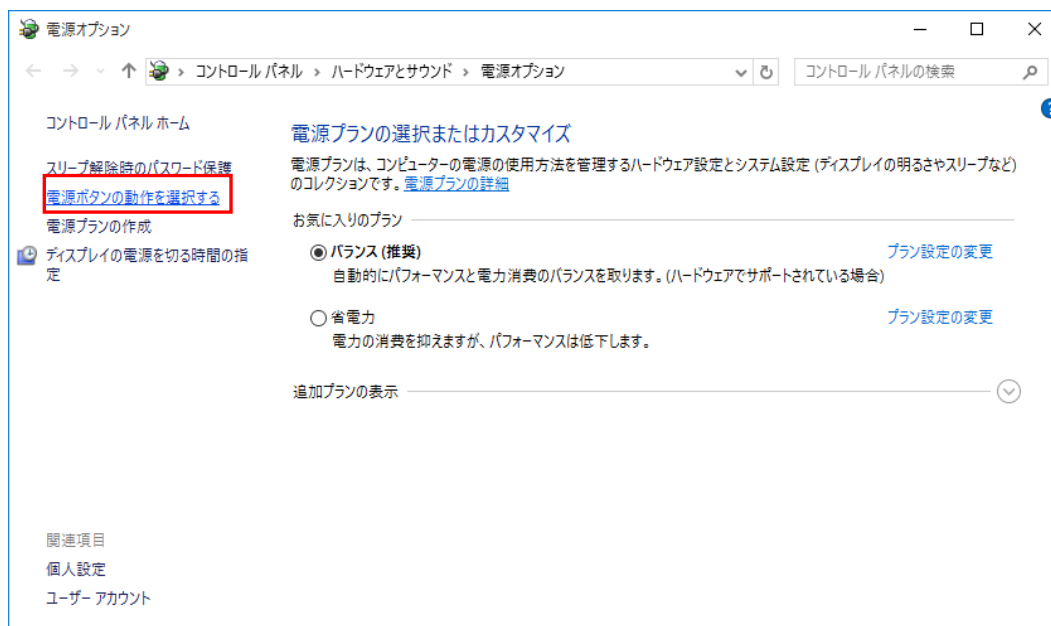 電源オプション
コントロール パネル › ハードウェアとサウンド › 電源オプション
コントロール パネルの検索
コントロール パネル ホーム
スリープ解除時のパスワード保護
電源ボタンの動作を選択する
電源プランの作成
ディスプレイの電源を切る時間の指
定
電源プランの選択またはカスタマイズ
電源プランは、コンピューターの電源の使用方法を管理するハードウェア設定とシステム設定 (ディスプレイの明るさやスリープなど)
のコレクションです。電源プランの詳細
お気に入りのプラン
バランス (推奨)
プラン設定の変更
自動的にパフォーマンスと電力消費のバランスを取ります。(ハードウェアでサポートされている場合)
省電力
プラン設定の変更
電力の消費を抑えますが、パフォーマンスは低下します。
追加プランの表示
関連項目
個人設定
ユーザー アカウント